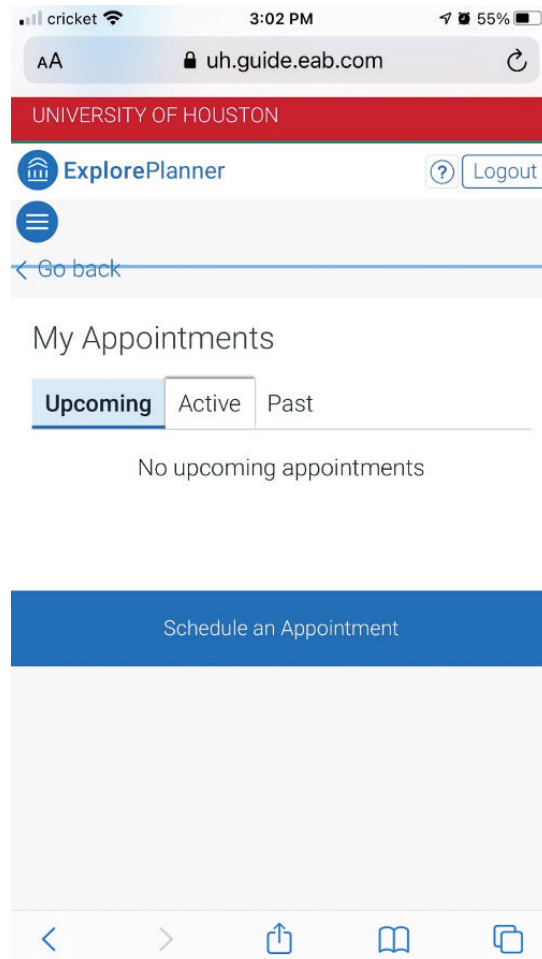 cricket 3:02 PM 55%
AA uh.guide.eab.com
UNIVERSITY OF HOUSTON
ExplorePlanner ? Logout
Go back
My Appointments
Upcoming Active Past
No upcoming appointments
Schedule an Appointment